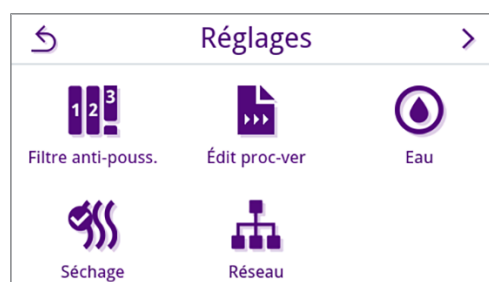 Réglages
1 2 3
Filtre anti-pouss.
Édit proc-ver
Eau
Séchage
Réseau